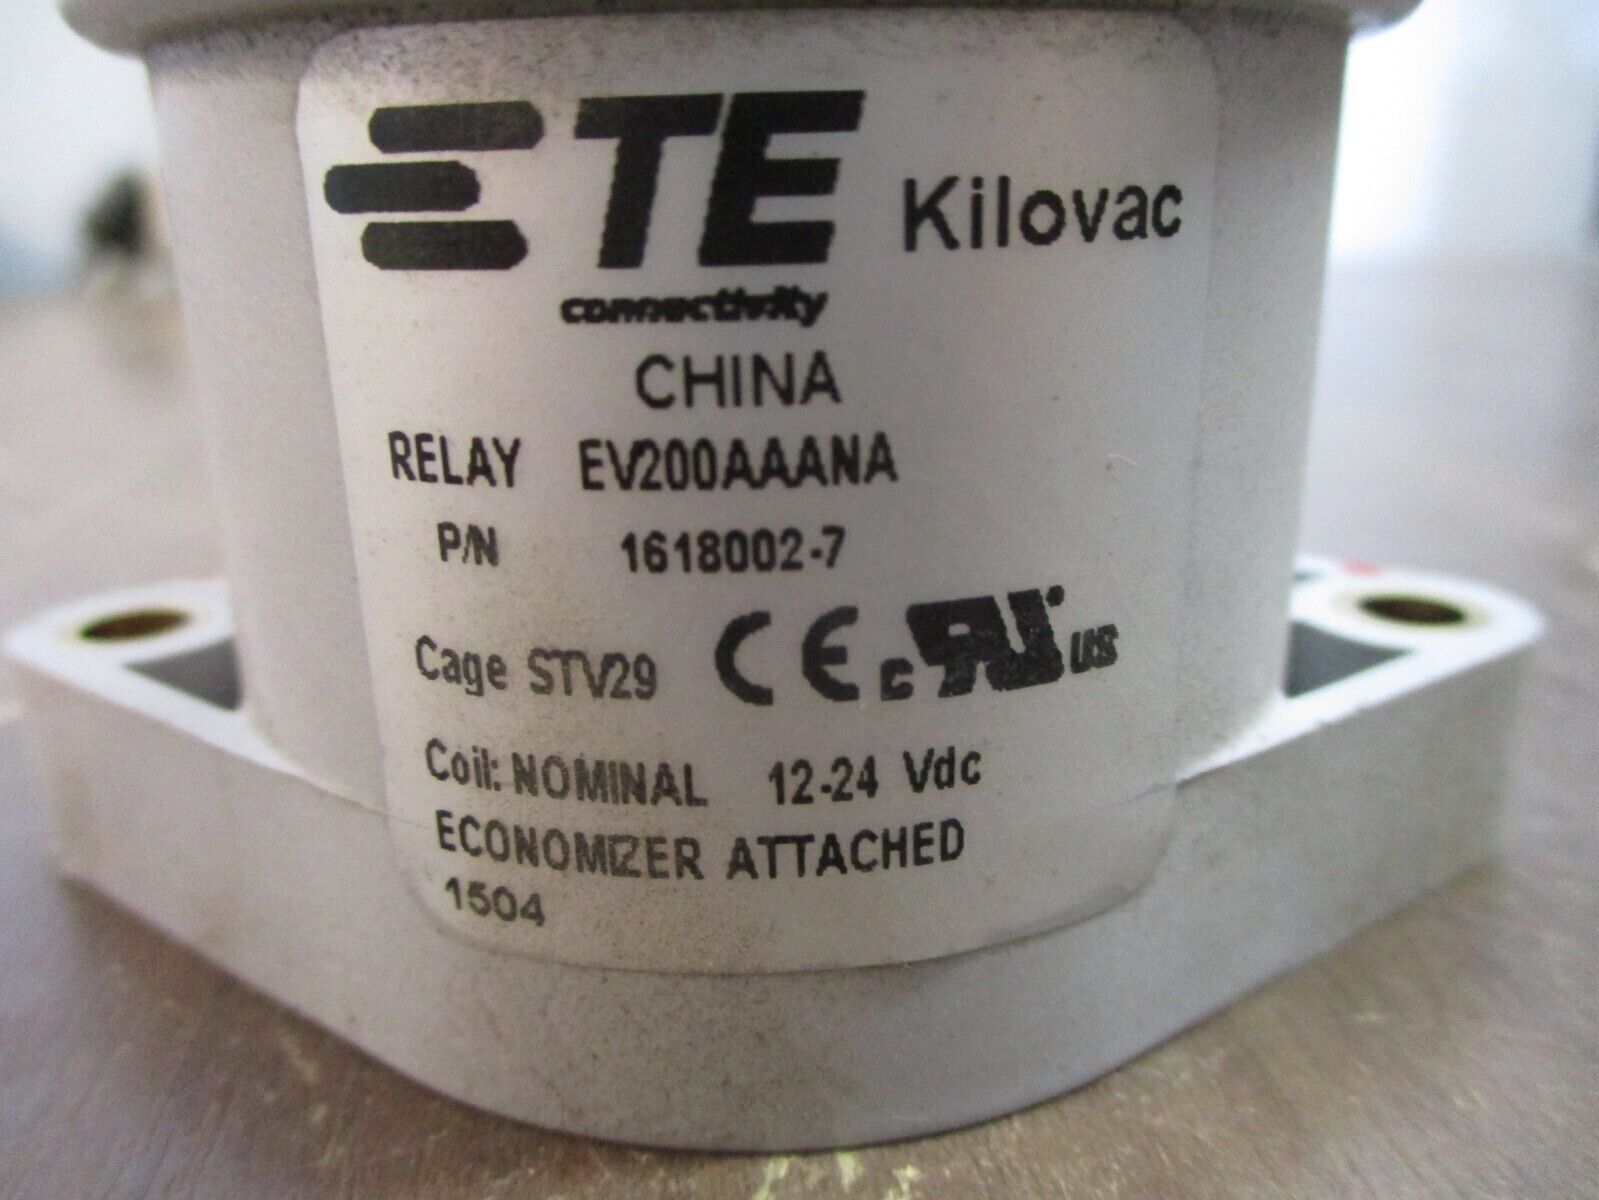 TE Kilovac
connectivity
CHINA
RELAY EV200AAANA
P/N 1618002-7
Cage STV29 CE c RU US
Coil: NOMINAL 12-24 Vdc
ECONOMIZER ATTACHED
1504